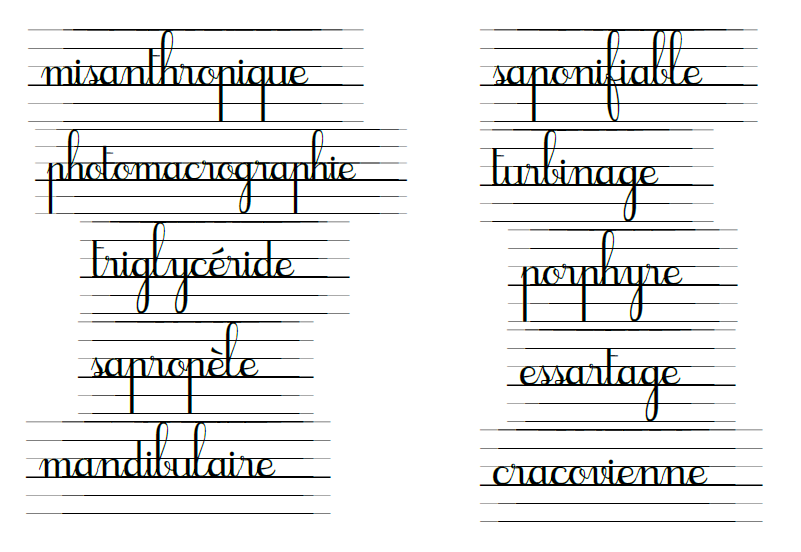 misanthropique
photomacrographie
triglycéride
sapropèle
mandibulaire
saponifiable
turbinage
porphyre
essartage
cracovienne